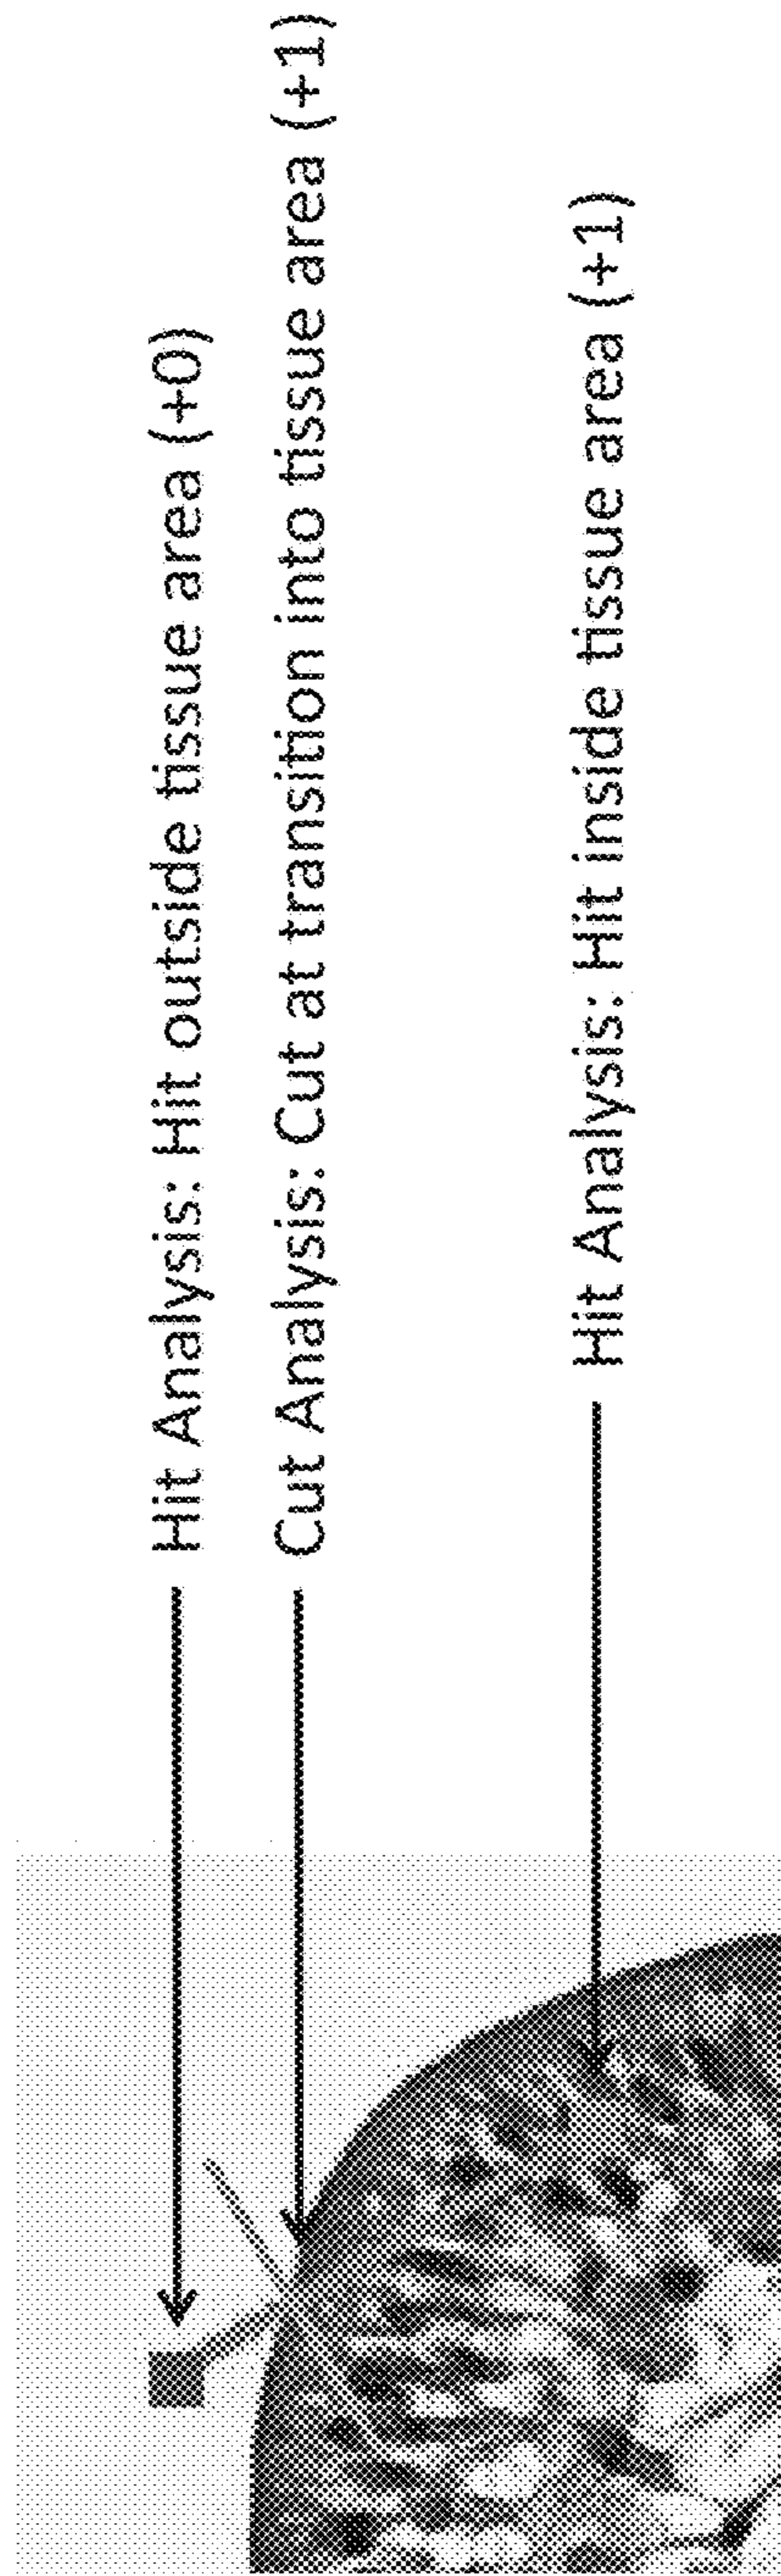 Hit Analysis: Hit outside tissue area (+0)
Cut Analysis: Cut at transition into tissue area (+1)
Hit Analysis: Hit inside tissue area (+1)